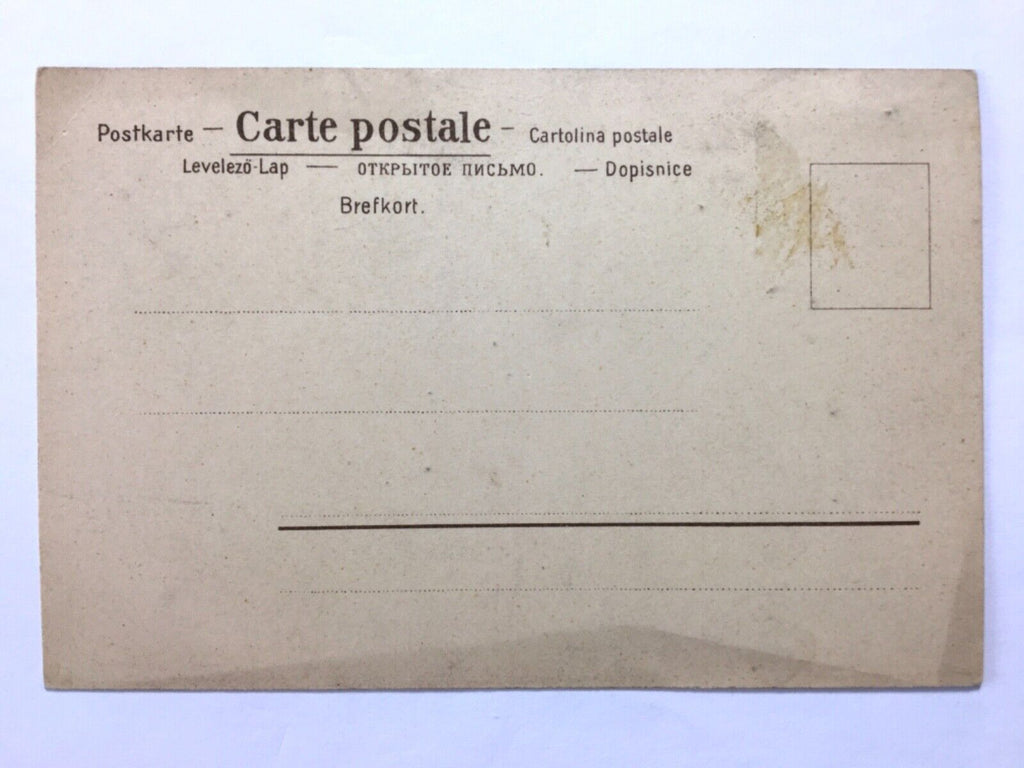 Postkarte — Carte postale — Cartolina postale
Levelező-Lap — ОТКРЫТОЕ ПИСЬМО. — Dopisnice
Brefkort.